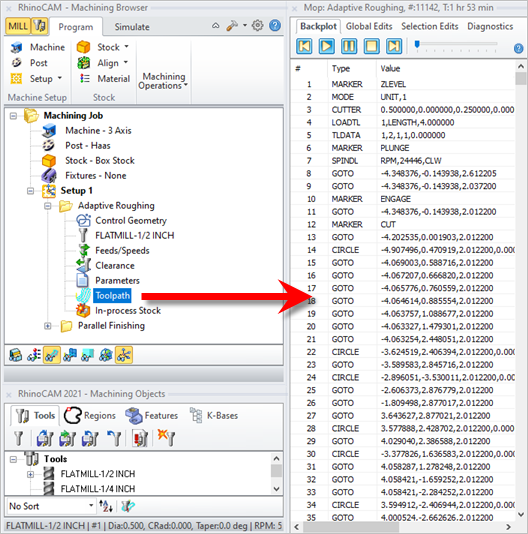 RhinoCAM - Machining Browser
MILL
Program
Simulate
Machine
Post
Setup
Machine Setup
Stock
Align
Material
Stock
Machining
Operations
Machining Job
Machine - 3 Axis
Post - Haas
Stock - Box Stock
Fixtures - None
Setup 1
Adaptive Roughing
Control Geometry
FLATMILL-1/2 INCH
Feeds/Speeds
Clearance
Parameters
Toolpath
In-process Stock
Parallel Finishing
RhinoCAM 2021 - Machining Objects
Tools
Regions
Features
K-Bases
Tools
FLATMILL-1/2 INCH
FLATMILL-1/4 INCH
No Sort
FLATMILL-1/2 INCH | #1 | Dia:0.500, CRad:0.000, Taper:0.0 deg | RPM: 5
Mop: Adaptive Roughing, #:11142, T:1 hr 53 min
Backplot
Global Edits
Selection Edits
Diagnostics
# Type Value
1 MARKER ZLEVEL
2 MODE UNIT,1
3 CUTTER 0.500000,0.000000,0.250000,0.000
4 LOADTL 1,LENGTH,4.000000
5 TLDATA 1,2,1,1,0.000000
6 MARKER PLUNGE
7 SPINDL RPM,24446,CLW
8 GOTO -4.348376,-0.143938,2.612205
9 GOTO -4.348376,-0.143938,2.037200
10 MARKER ENGAGE
11 GOTO -4.348376,-0.143938,2.012200
12 MARKER CUT
13 GOTO -4.202535,0.001903,2.012200
14 CIRCLE -4.907496,0.470919,2.012200,0.000
15 GOTO -4.069003,0.588716,2.012200
16 GOTO -4.067207,0.666820,2.012200
17 GOTO -4.065776,0.760559,2.012200
18 GOTO -4.064614,0.885554,2.012200
19 GOTO -4.063757,1.088677,2.012200
20 GOTO -4.063327,1.479301,2.012200
21 GOTO -4.063254,2.448051,2.012200
22 CIRCLE -3.624519,2.406394,2.012200,0.000
23 GOTO -3.589583,2.845716,2.012200
24 CIRCLE -2.896051,-3.530011,2.012200,0.00
25 GOTO -2.606373,2.876779,2.012200
26 GOTO -1.809498,2.877017,2.012200
27 GOTO 3.643627,2.877021,2.012200
28 CIRCLE 3.577888,2.428702,2.012200,0.000
29 GOTO 4.029040,2.386588,2.012200
30 CIRCLE -3.377826,1.636583,2.012200,0.000
31 GOTO 4.058287,1.278248,2.012200
32 GOTO 4.058421,-1.659252,2.012200
33 GOTO 4.058421,-2.284252,2.012200
34 CIRCLE 3.594912,-2.406944,2.012200,0.00
35 GOTO 4.000524,-2.662626,2.012200